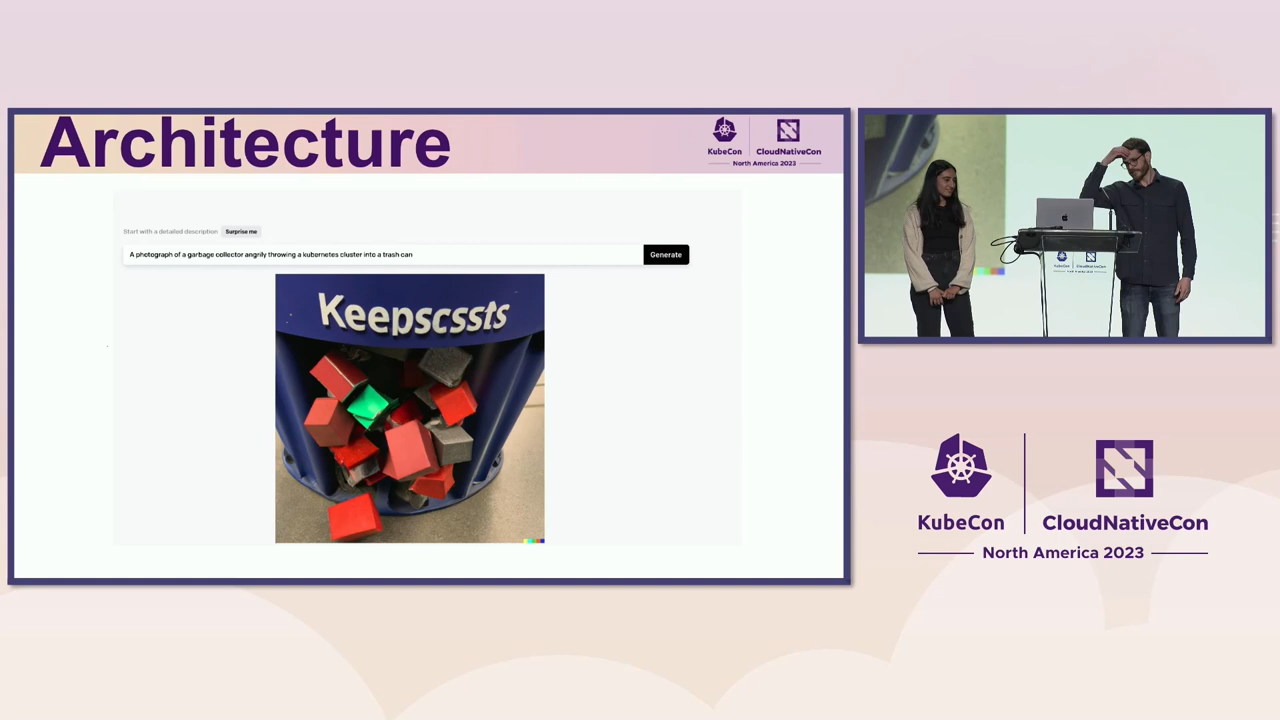 Architecture
KubeCon
CloudNativeCon
North America 2023
Start with a detailed description
Surprise me
A photograph of a garbage collector angrily throwing a kubernetes cluster into a trash can
Generate
Keepscssts
KubeCon
CloudNativeCon
North America 2023